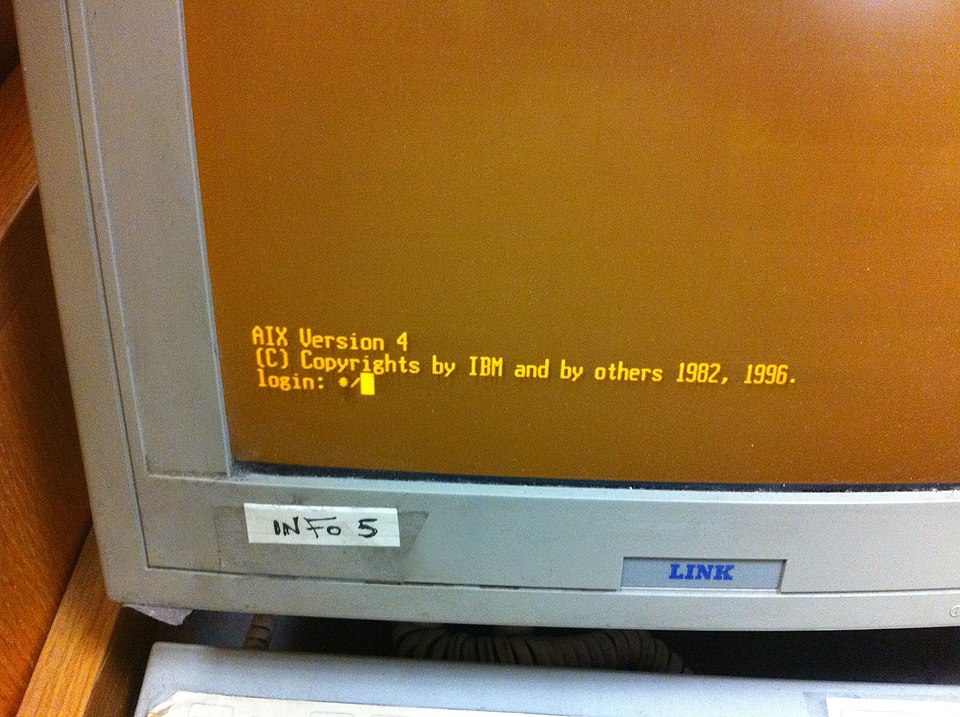 AIX Version 4
(C) Copyrights by IBM and by others 1982, 1996.
login: */
INFO 5
LINK